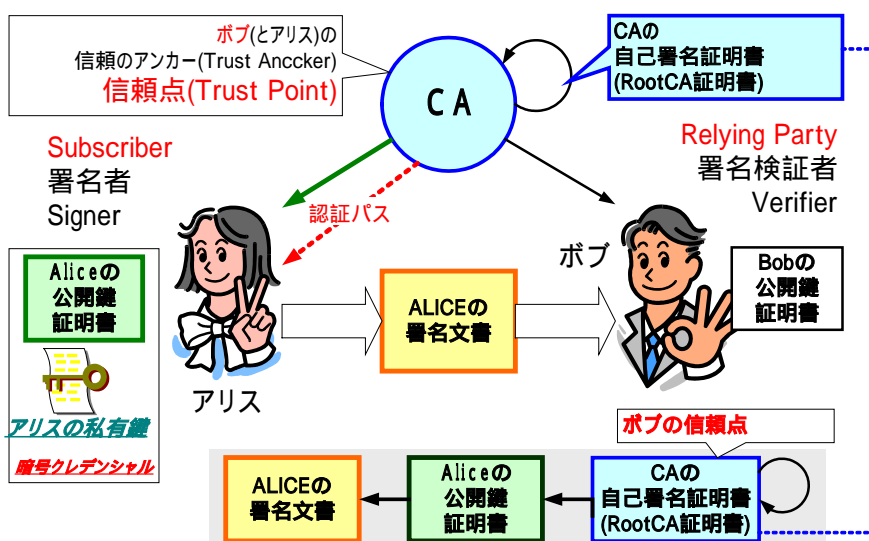 ボブ(とアリス)の
信頼のアンカー(Trust Anccker)
信頼点(Trust Point)
CA
CAの
自己署名証明書
(RootCA証明書)
Subscriber
署名者
Signer
Relying Party
署名検証者
Verifier
認証パス
ボブ
Aliceの
公開鍵
証明書
ALICEの
署名文書
Bobの
公開鍵
証明書
アリス
アリスの私有鍵
暗号クレデンシャル
ボブの信頼点
ALICEの
署名文書
Aliceの
公開鍵
証明書
CAの
自己署名証明書
(RootCA証明書)